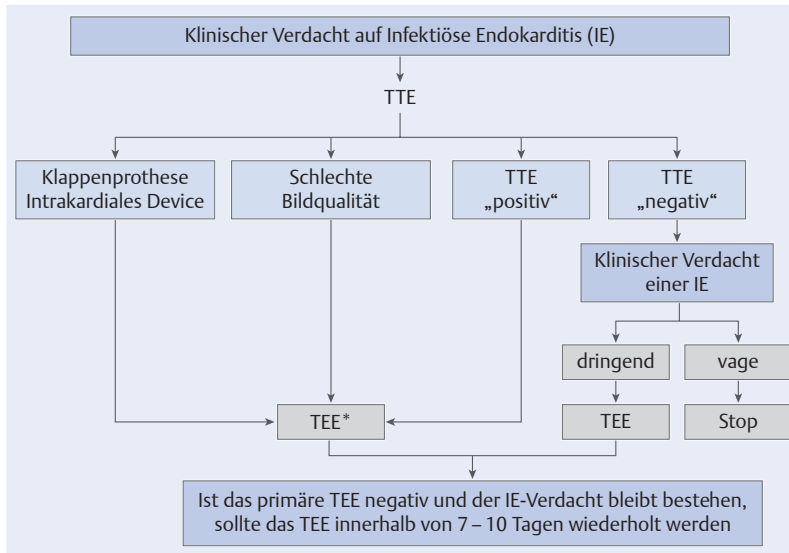 Klinischer Verdacht auf Infektiöse Endokarditis (IE)
TTE
Klappenprothese
Intrakardiales Device
Schlechte
Bildqualität
TTE
„positiv“
TTE
„negativ“
Klinischer Verdacht
einer IE
dringend
vage
TEE*
TEE
Stop
Ist das primäre TEE negativ und der IE-Verdacht bleibt bestehen,
sollte das TEE innerhalb von 7 – 10 Tagen wiederholt werden